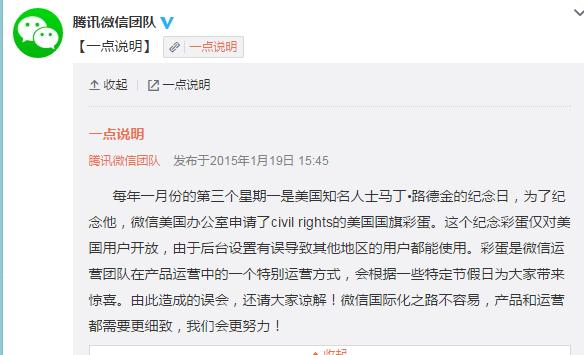 腾讯微信团队
【一点说明】 一点说明
收起 一点说明
一点说明
腾讯微信团队 发布于2015年1月19日 15:45
每年一月份的第三个星期一是美国知名人士马丁•路德金的纪念日，为了纪
念他，微信美国办公室申请了civil rights的美国国旗彩蛋。这个纪念彩蛋仅对美
国用户开放，由于后台设置有误导致其他地区的用户都能使用。彩蛋是微信运
营团队在产品运营中的一个特别运营方式，会根据一些特定节假日为大家带来
惊喜。由此造成的误会，还请大家谅解！微信国际化之路不容易，产品和运营
都需要更细致，我们会更努力！
收起